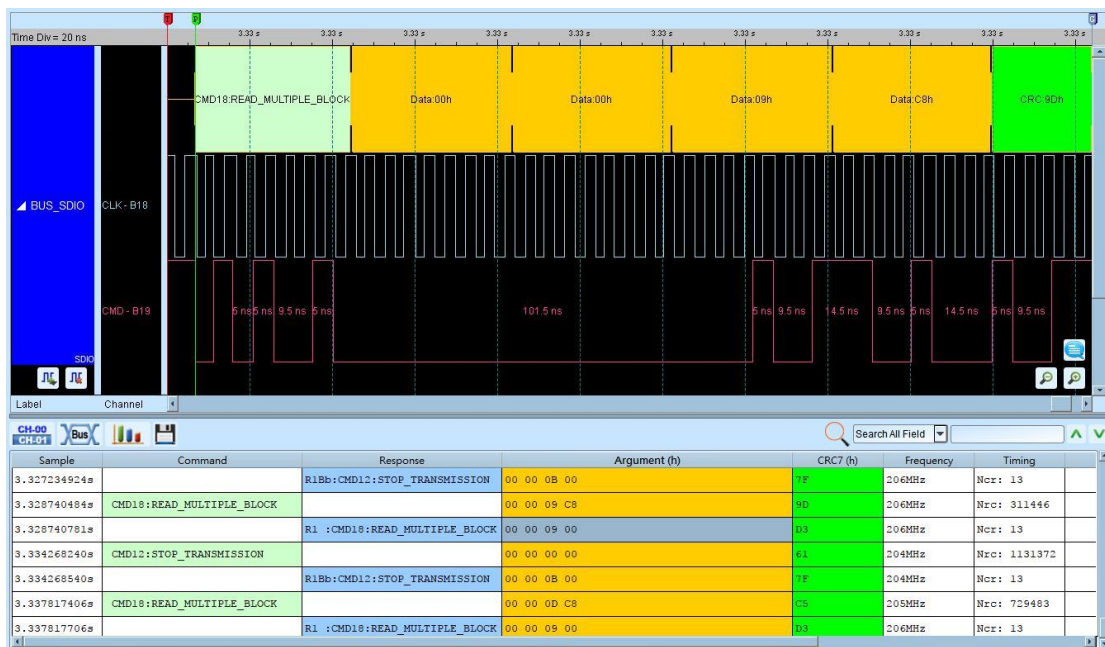 T P C
Time Div = 20 ns 3.33 s 3.33 s 3.33 s 3.33 s 3.33 s 3.33 s 3.33 s 3.33 s 3.33 s 3.33 s 3.33 s
CMD18:READ_MULTIPLE_BLOCK Data:00h Data:00h Data:09h Data:C8h CRC:9Dh
BUS_SDIO CLK - B18
CMD - B19 5 ns 5 ns 9.5 ns 5 ns 101.5 ns 5 ns 9.5 ns 14.5 ns 9.5 ns 5 ns 14.5 ns 5 ns 9.5 ns
SDIO
Label Channel
CH-00 CH-01 Bus Search All Field
Sample Command Response Argument (h) CRC7 (h) Frequency Timing
3.327234924s R1Bb:CMD12:STOP_TRANSMISSION 00 00 0B 00 7F 206MHz Ncr: 13
3.328740484s CMD18:READ_MULTIPLE_BLOCK 00 00 09 C8 9D 206MHz Nrc: 311446
3.328740781s R1 :CMD18:READ_MULTIPLE_BLOCK 00 00 09 00 D3 206MHz Ncr: 13
3.334268240s CMD12:STOP_TRANSMISSION 00 00 00 00 61 204MHz Nrc: 1131372
3.334268540s R1Bb:CMD12:STOP_TRANSMISSION 00 00 0B 00 7F 204MHz Ncr: 13
3.337817406s CMD18:READ_MULTIPLE_BLOCK 00 00 0D C8 C5 205MHz Nrc: 729483
3.337817706s R1 :CMD18:READ_MULTIPLE_BLOCK 00 00 09 00 D3 206MHz Ncr: 13